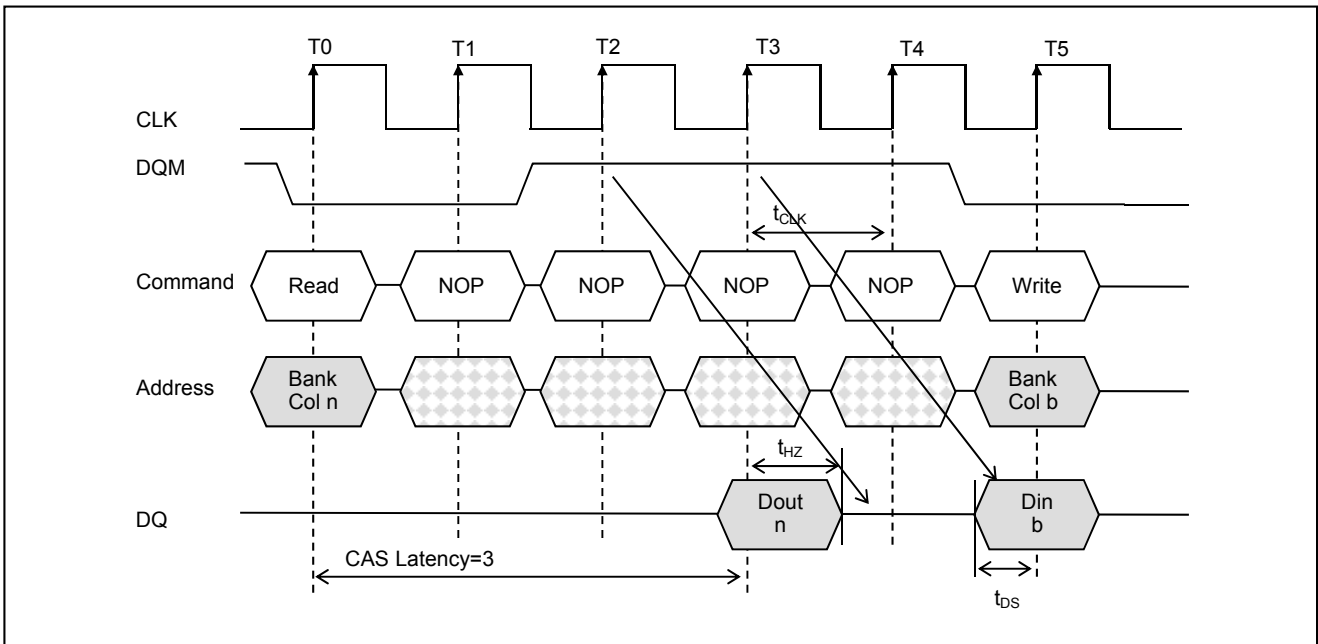 T0 T1 T2 T3 T4 T5
CLK
DQM
tCLK
Command Read NOP NOP NOP NOP Write
Address Bank Col n Bank Col b
tHZ
DQ Dout n Din b
CAS Latency=3
tDS